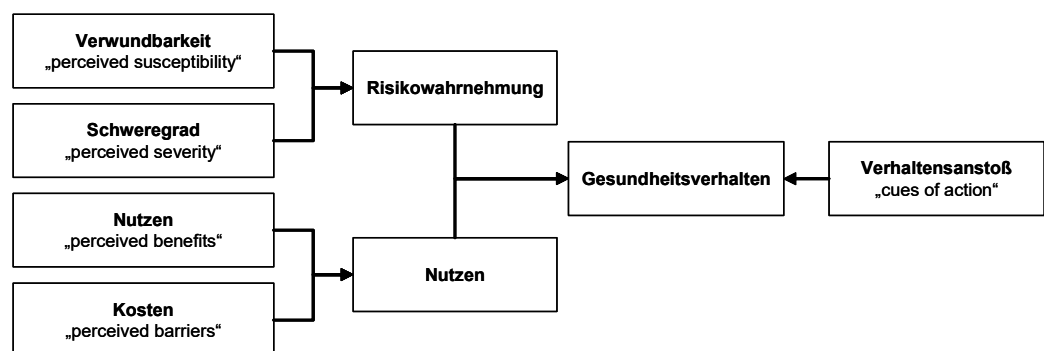 Verwundbarkeit
„perceived susceptibility“
Schweregrad
„perceived severity“
Nutzen
„perceived benefits“
Kosten
„perceived barriers“
Risikowahrnehmung
Nutzen
Gesundheitsverhalten
Verhaltensanstoß
„cues of action“